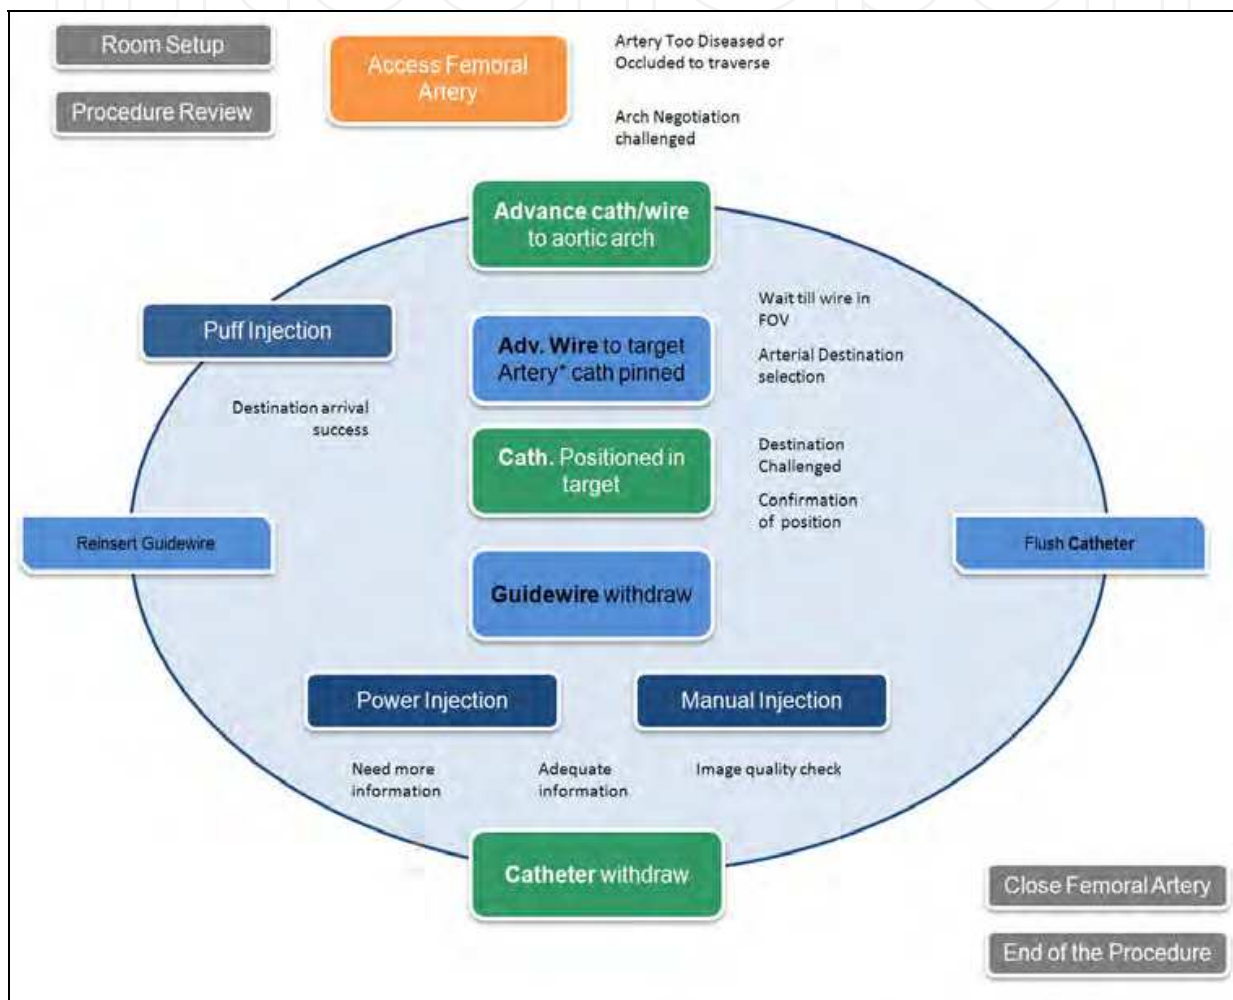 Room Setup
Procedure Review
Access Femoral
Artery
Artery Too Diseased or
Occluded to traverse
Arch Negotiation
challenged
Advance cath/wire
to aortic arch
Puff Injection
Adv. Wire to target
Artery* cath pinned
Wait till wire in
FOV
Arterial Destination
selection
Destination arrival
success
Cath. Positioned in
target
Destination
Challenged
Confirmation
of position
Reinsert Guidewire
Flush Catheter
Guidewire withdraw
Power Injection
Manual Injection
Need more
information
Adequate
information
Image quality check
Catheter withdraw
Close Femoral Artery
End of the Procedure